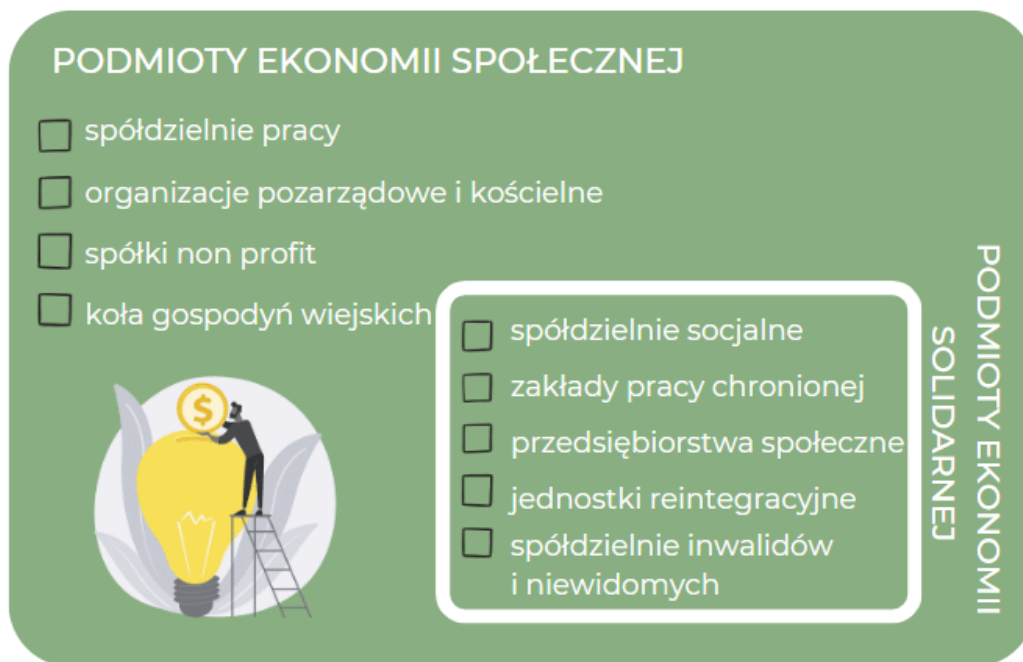 PODMIOTY EKONOMII SPOŁECZNEJ
spółdzielnie pracy
organizacje pozarządowe i kościelne
spółki non profit
koła gospodyń wiejskich
spółdzielnie socjalne
zakłady pracy chronionej
przedsiębiorstwa społeczne
jednostki reintegracyjne
spółdzielnie inwalidów
i niewidomych
PODMIOTY EKONOMII
SOLIDARNEJ
$